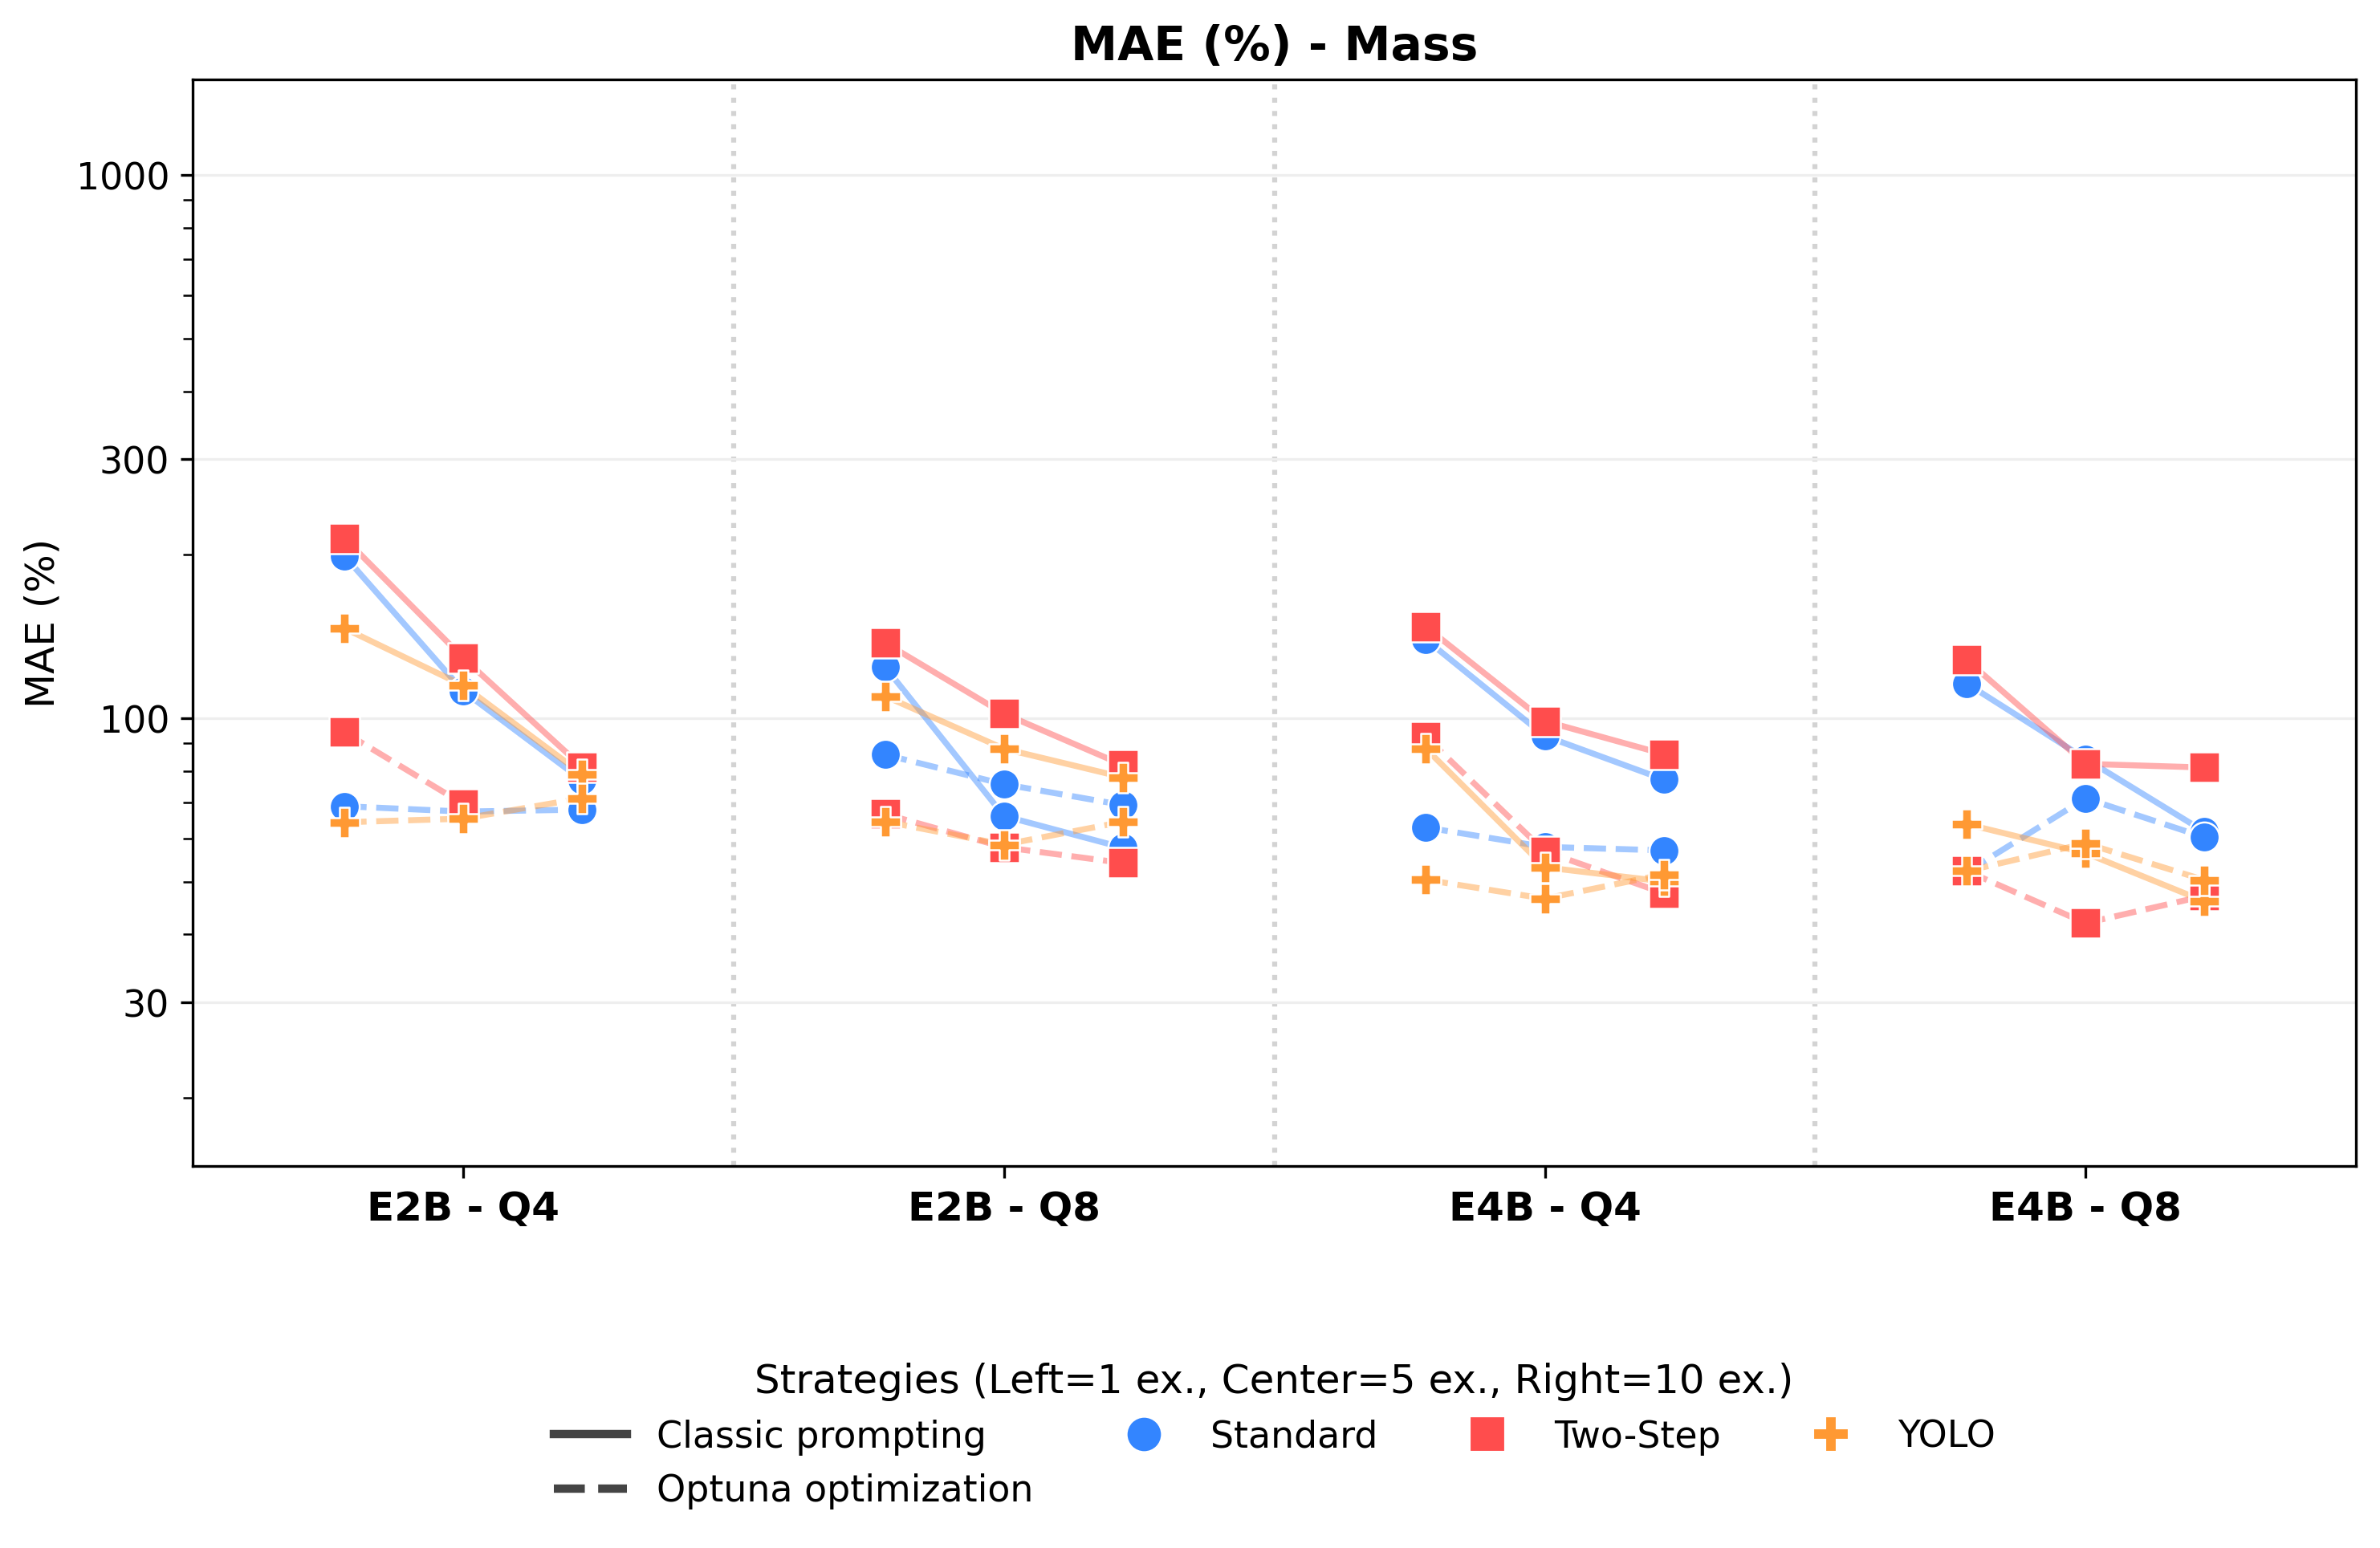 MAE (%) - Mass
MAE (%)
1000
300
100
30
E2B - Q4
E2B - Q8
E4B - Q4
E4B - Q8
Strategies (Left=1 ex., Center=5 ex., Right=10 ex.)
Classic prompting
Optuna optimization
Standard
Two-Step
YOLO